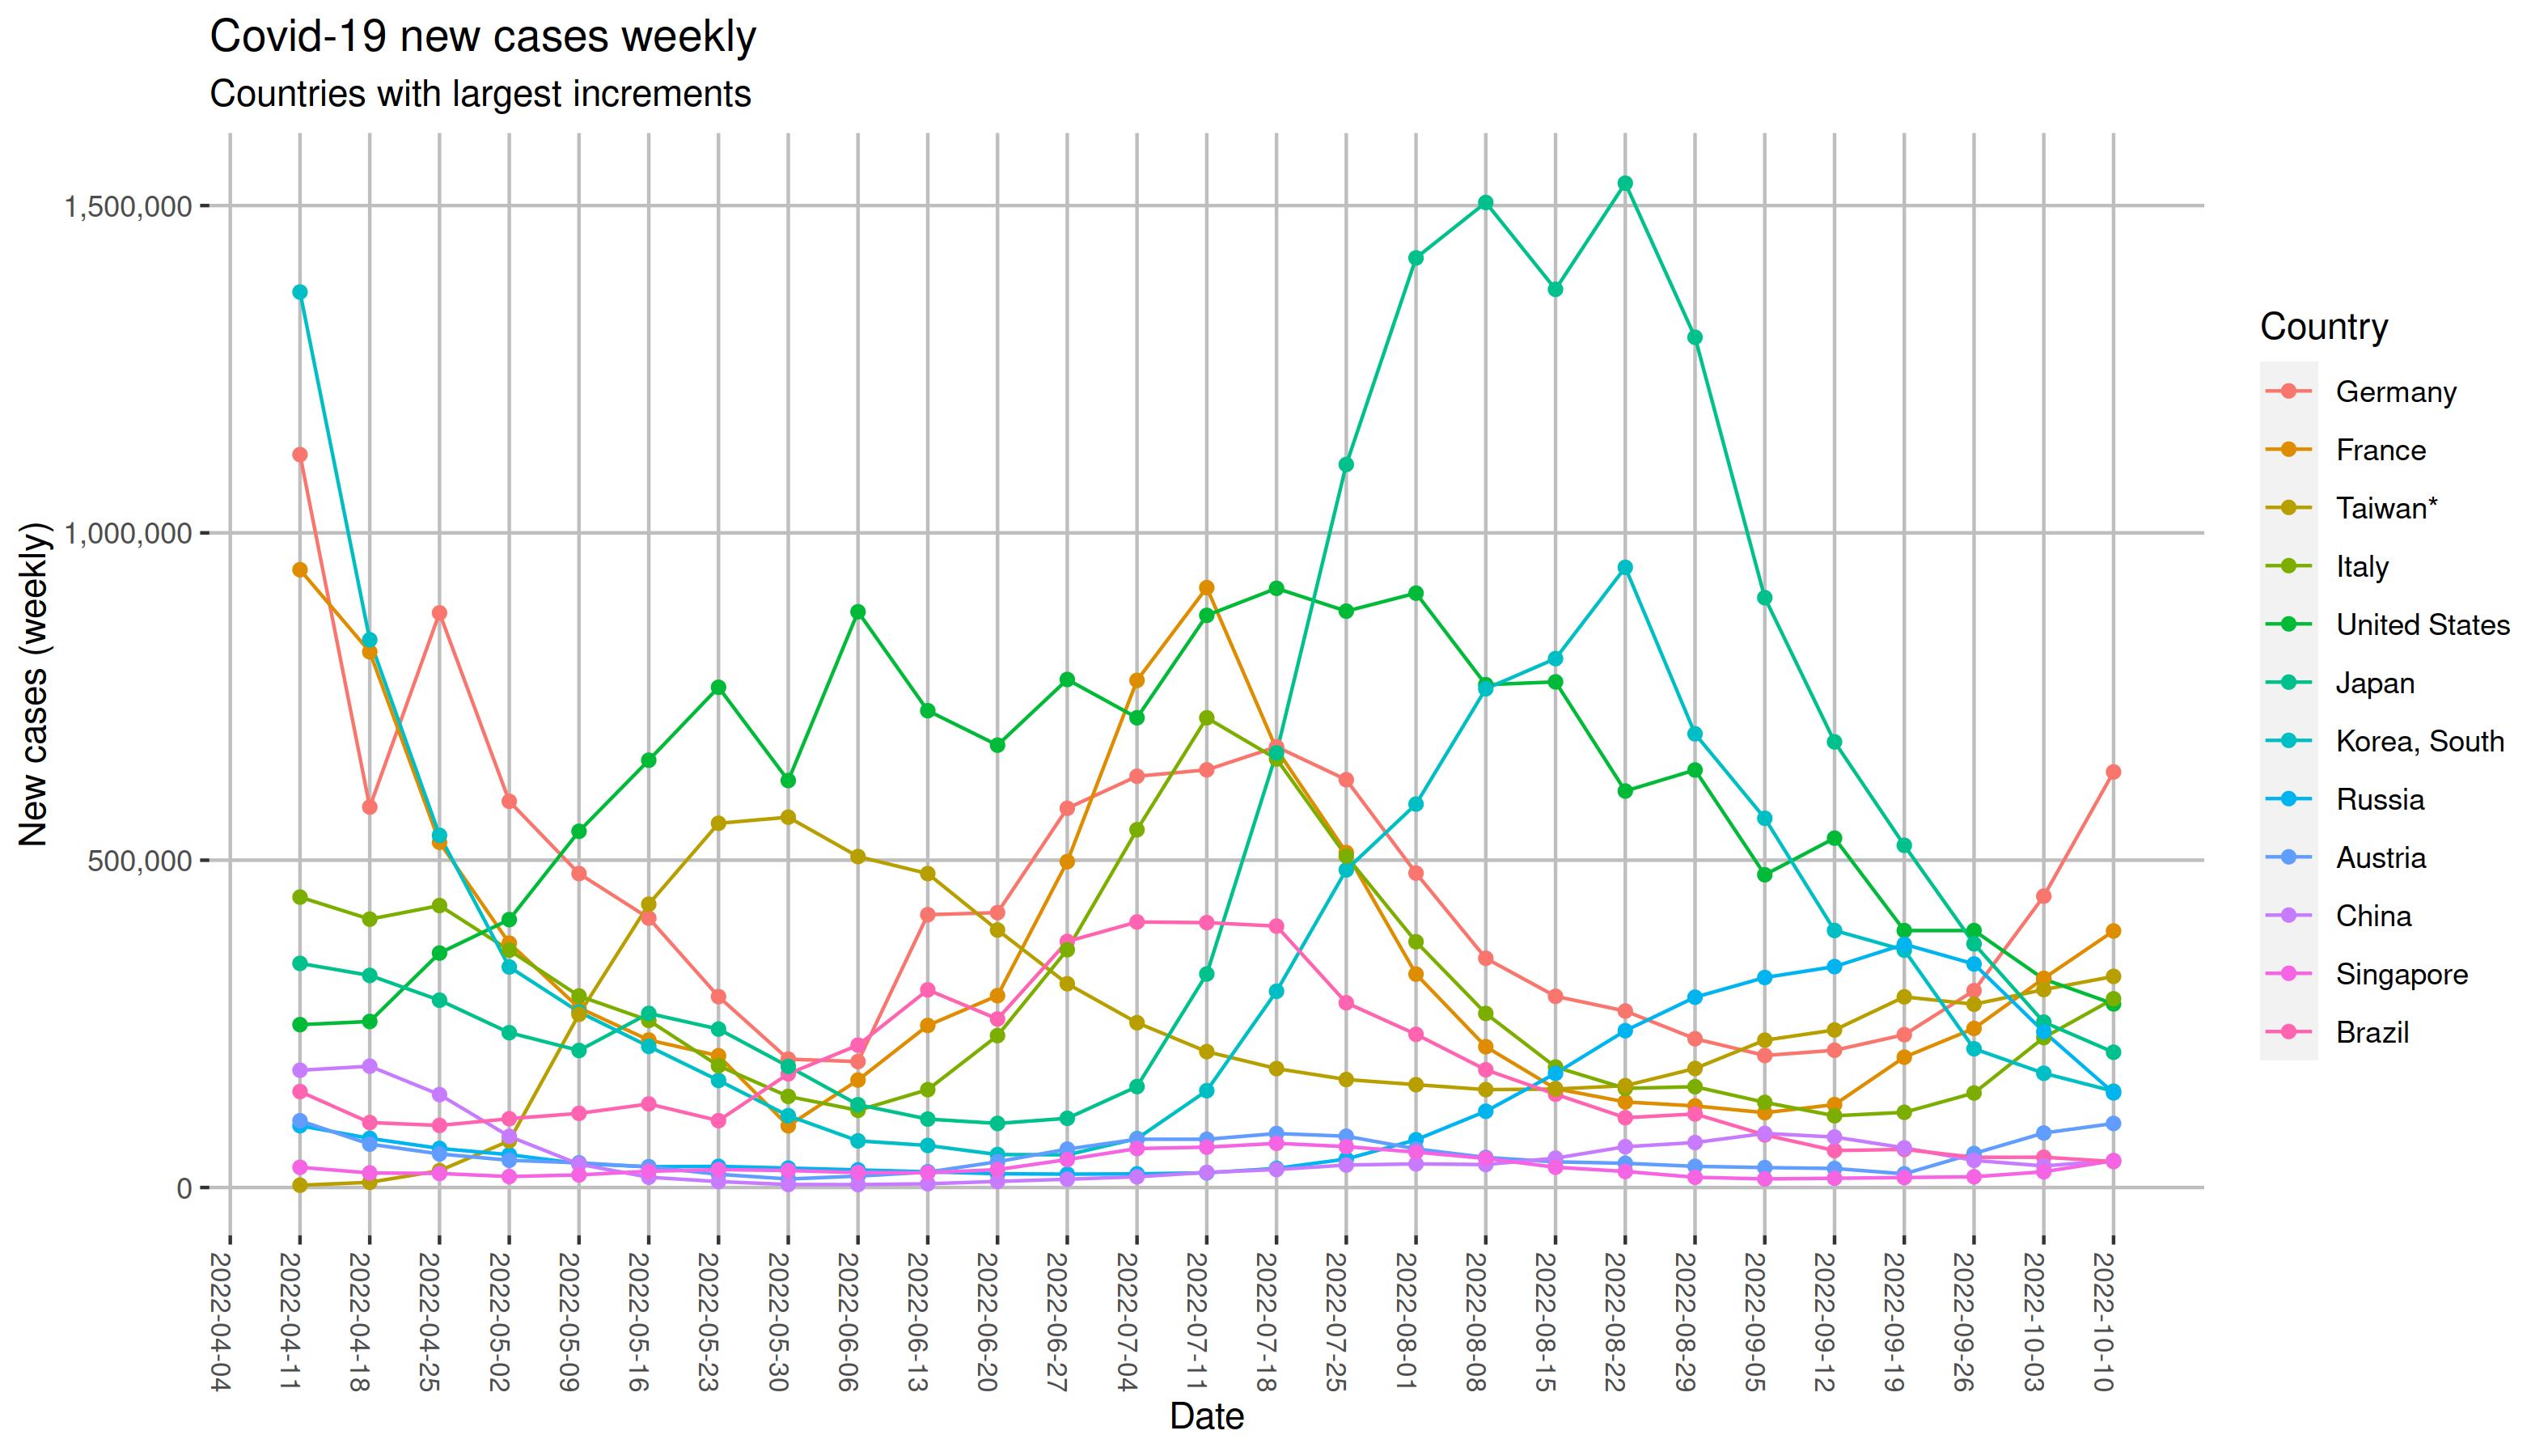 Covid-19 new cases weekly
Countries with largest increments
New cases (weekly)
1,500,000
1,000,000
500,000
0
2022-04-04
2022-04-11
2022-04-18
2022-04-25
2022-05-02
2022-05-09
2022-05-16
2022-05-23
2022-05-30
2022-06-06
2022-06-13
2022-06-20
2022-06-27
2022-07-04
2022-07-11
2022-07-18
2022-07-25
2022-08-01
2022-08-08
2022-08-15
2022-08-22
2022-08-29
2022-09-05
2022-09-12
2022-09-19
2022-09-26
2022-10-03
2022-10-10
Date
Country
Germany
France
Taiwan*
Italy
United States
Japan
Korea, South
Russia
Austria
China
Singapore
Brazil